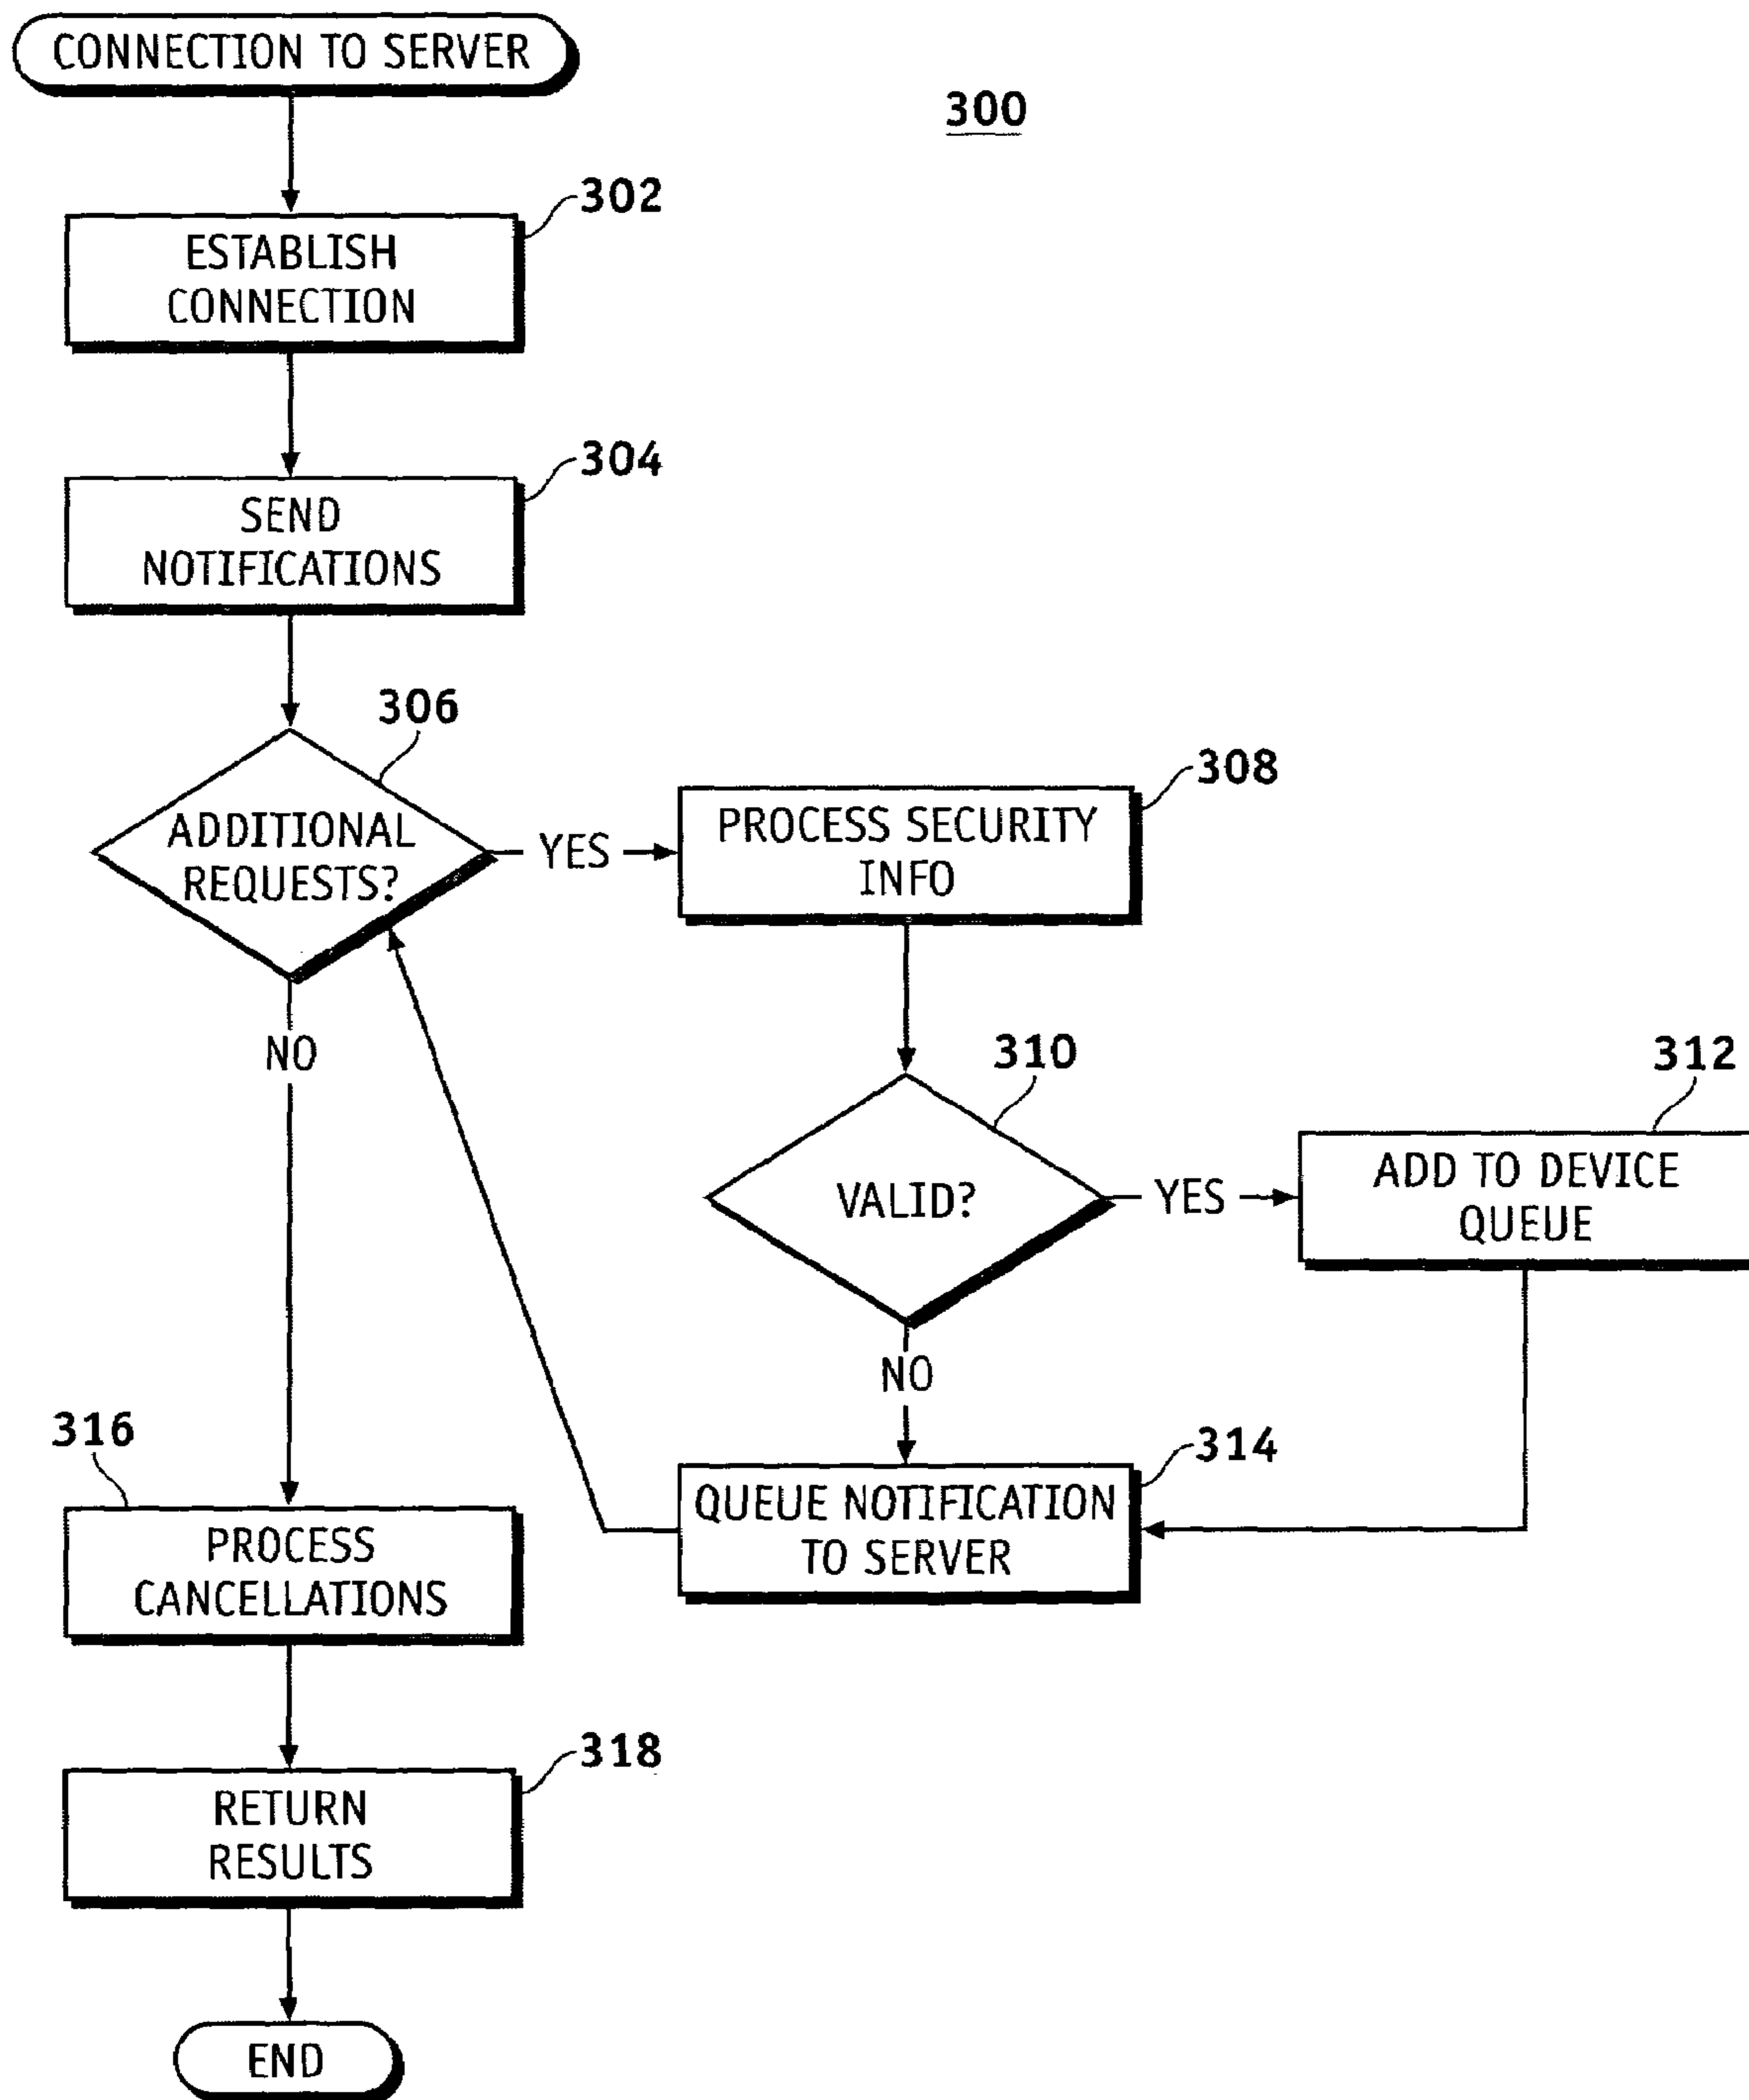 CONNECTION TO SERVER
300
302
ESTABLISH
CONNECTION
304
SEND
NOTIFICATIONS
306
ADDITIONAL
REQUESTS?
YES
308
PROCESS SECURITY
INFO
NO
310
VALID?
YES
312
ADD TO DEVICE
QUEUE
NO
314
QUEUE NOTIFICATION
TO SERVER
316
PROCESS
CANCELLATIONS
318
RETURN
RESULTS
END